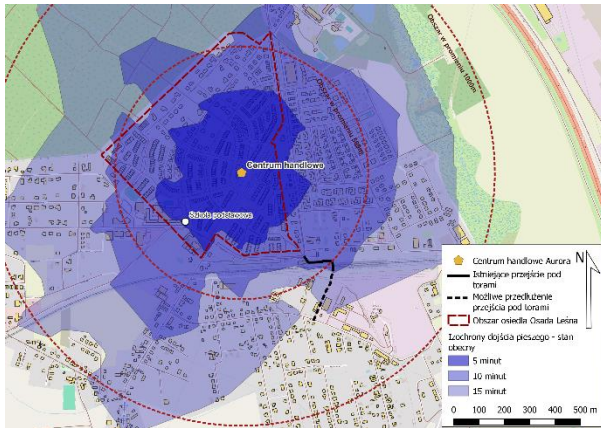 Obszar w promieniu 1000m
Obszar w promieniu 500m
Centrum handlowe
Szkoła podstawowa
N
Centrum handlowe Aurora
Istniejące przejście pod
torami
Możliwe przedłużenie
przejścia pod torami
Obszar osiedla Osada Leśna
Izochrony dojścia pieszego - stan
obecny
5 minut
10 minut
15 minut
0 100 200 300 400 500 m